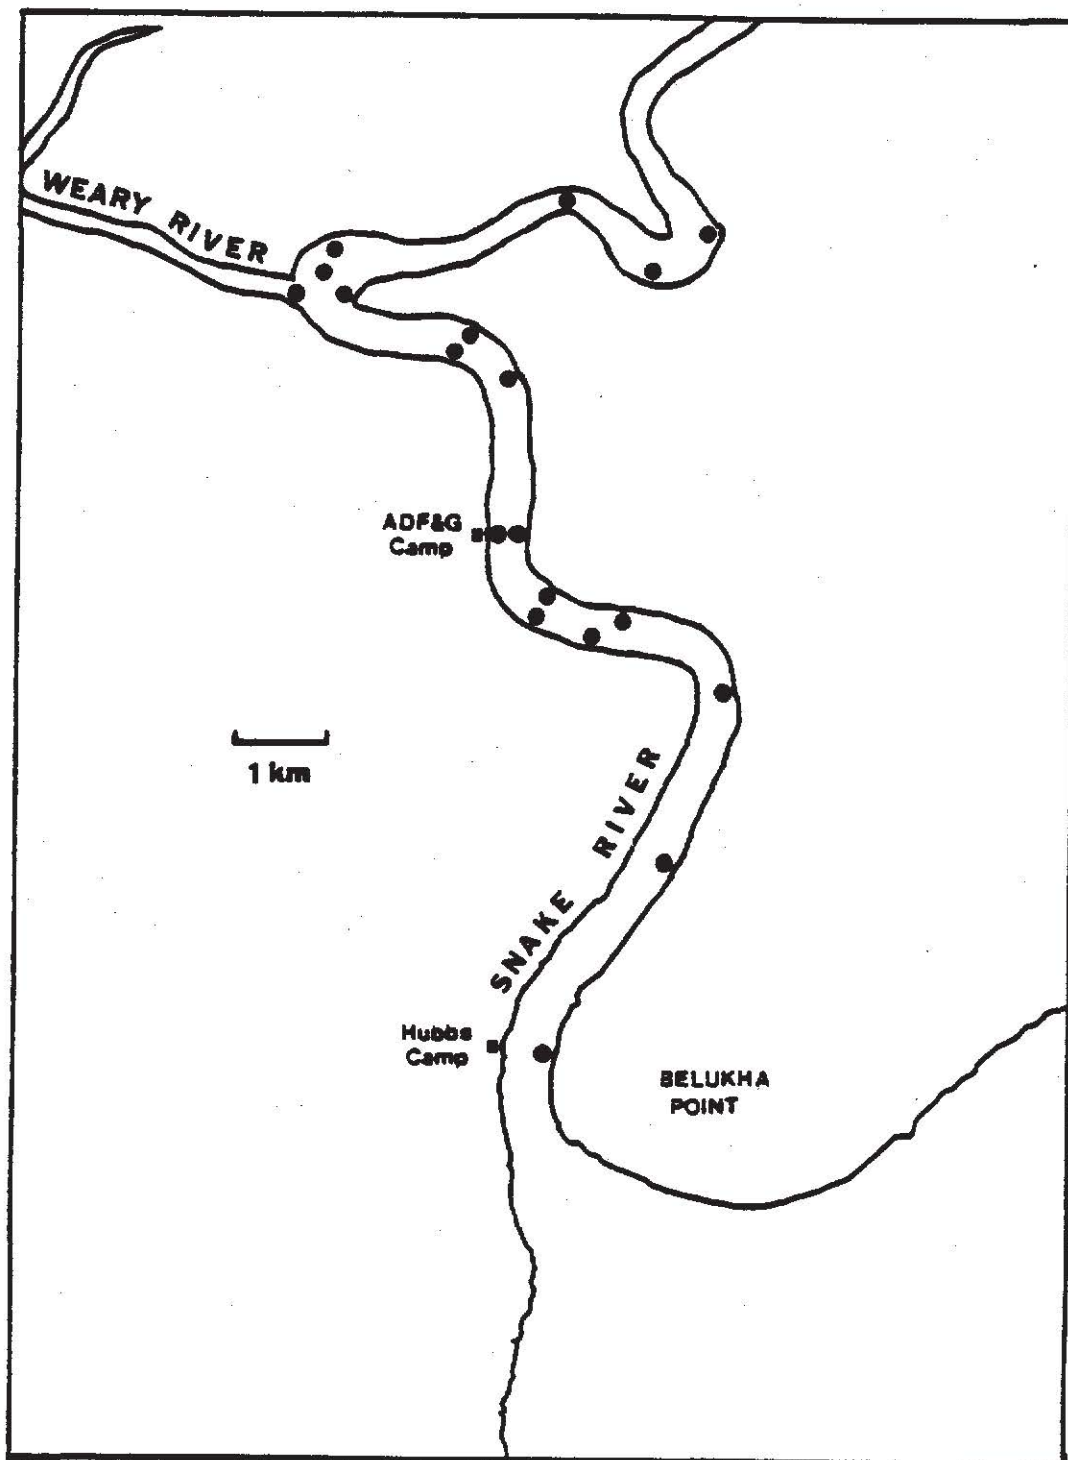 WEARY RIVER
ADF&G
Camp
1 km
SNAKE RIVER
Hubbs
Camp
BELUKHA
POINT